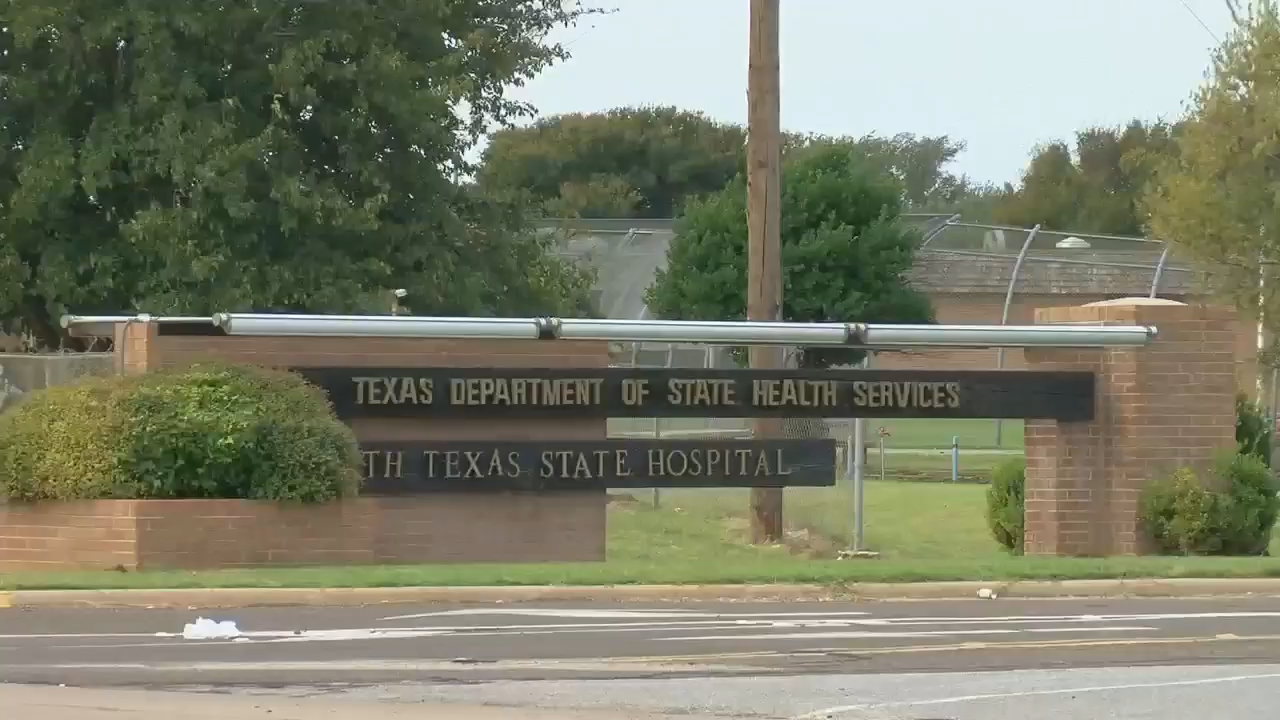 TEXAS DEPARTMENT OF STATE HEALTH SERVICES
TH TEXAS STATE HOSPITAL